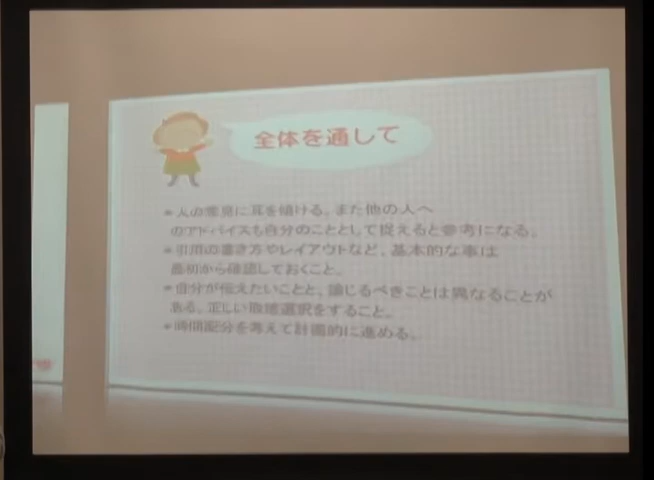 全体を通して
・人の意見に耳を傾ける。また他の人へ
のアドバイスも自分のこととして捉えると参考になる。
・引用の書き方やレイアウトなど、基本的な事は
最初から確認しておくこと。
・自分が伝えたいことと、論じるべきことは異なることが
ある。正しい取捨選択をすること。
・時間配分を考えて計画的に進める。